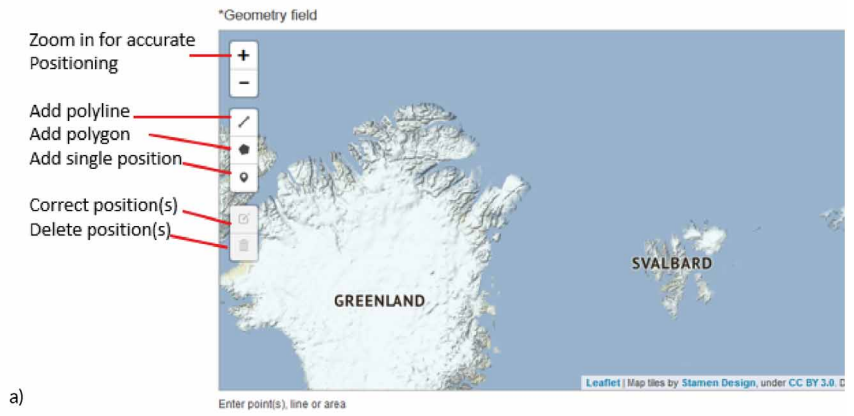 *Geometry field
Zoom in for accurate
Positioning
+
−
Add polyline
Add polygon
Add single position
Correct position(s)
Delete position(s)
SVALBARD
GREENLAND
Leaflet | Map tiles by Stamen Design, under CC BY 3.0. D
a)
Enter point(s), line or area